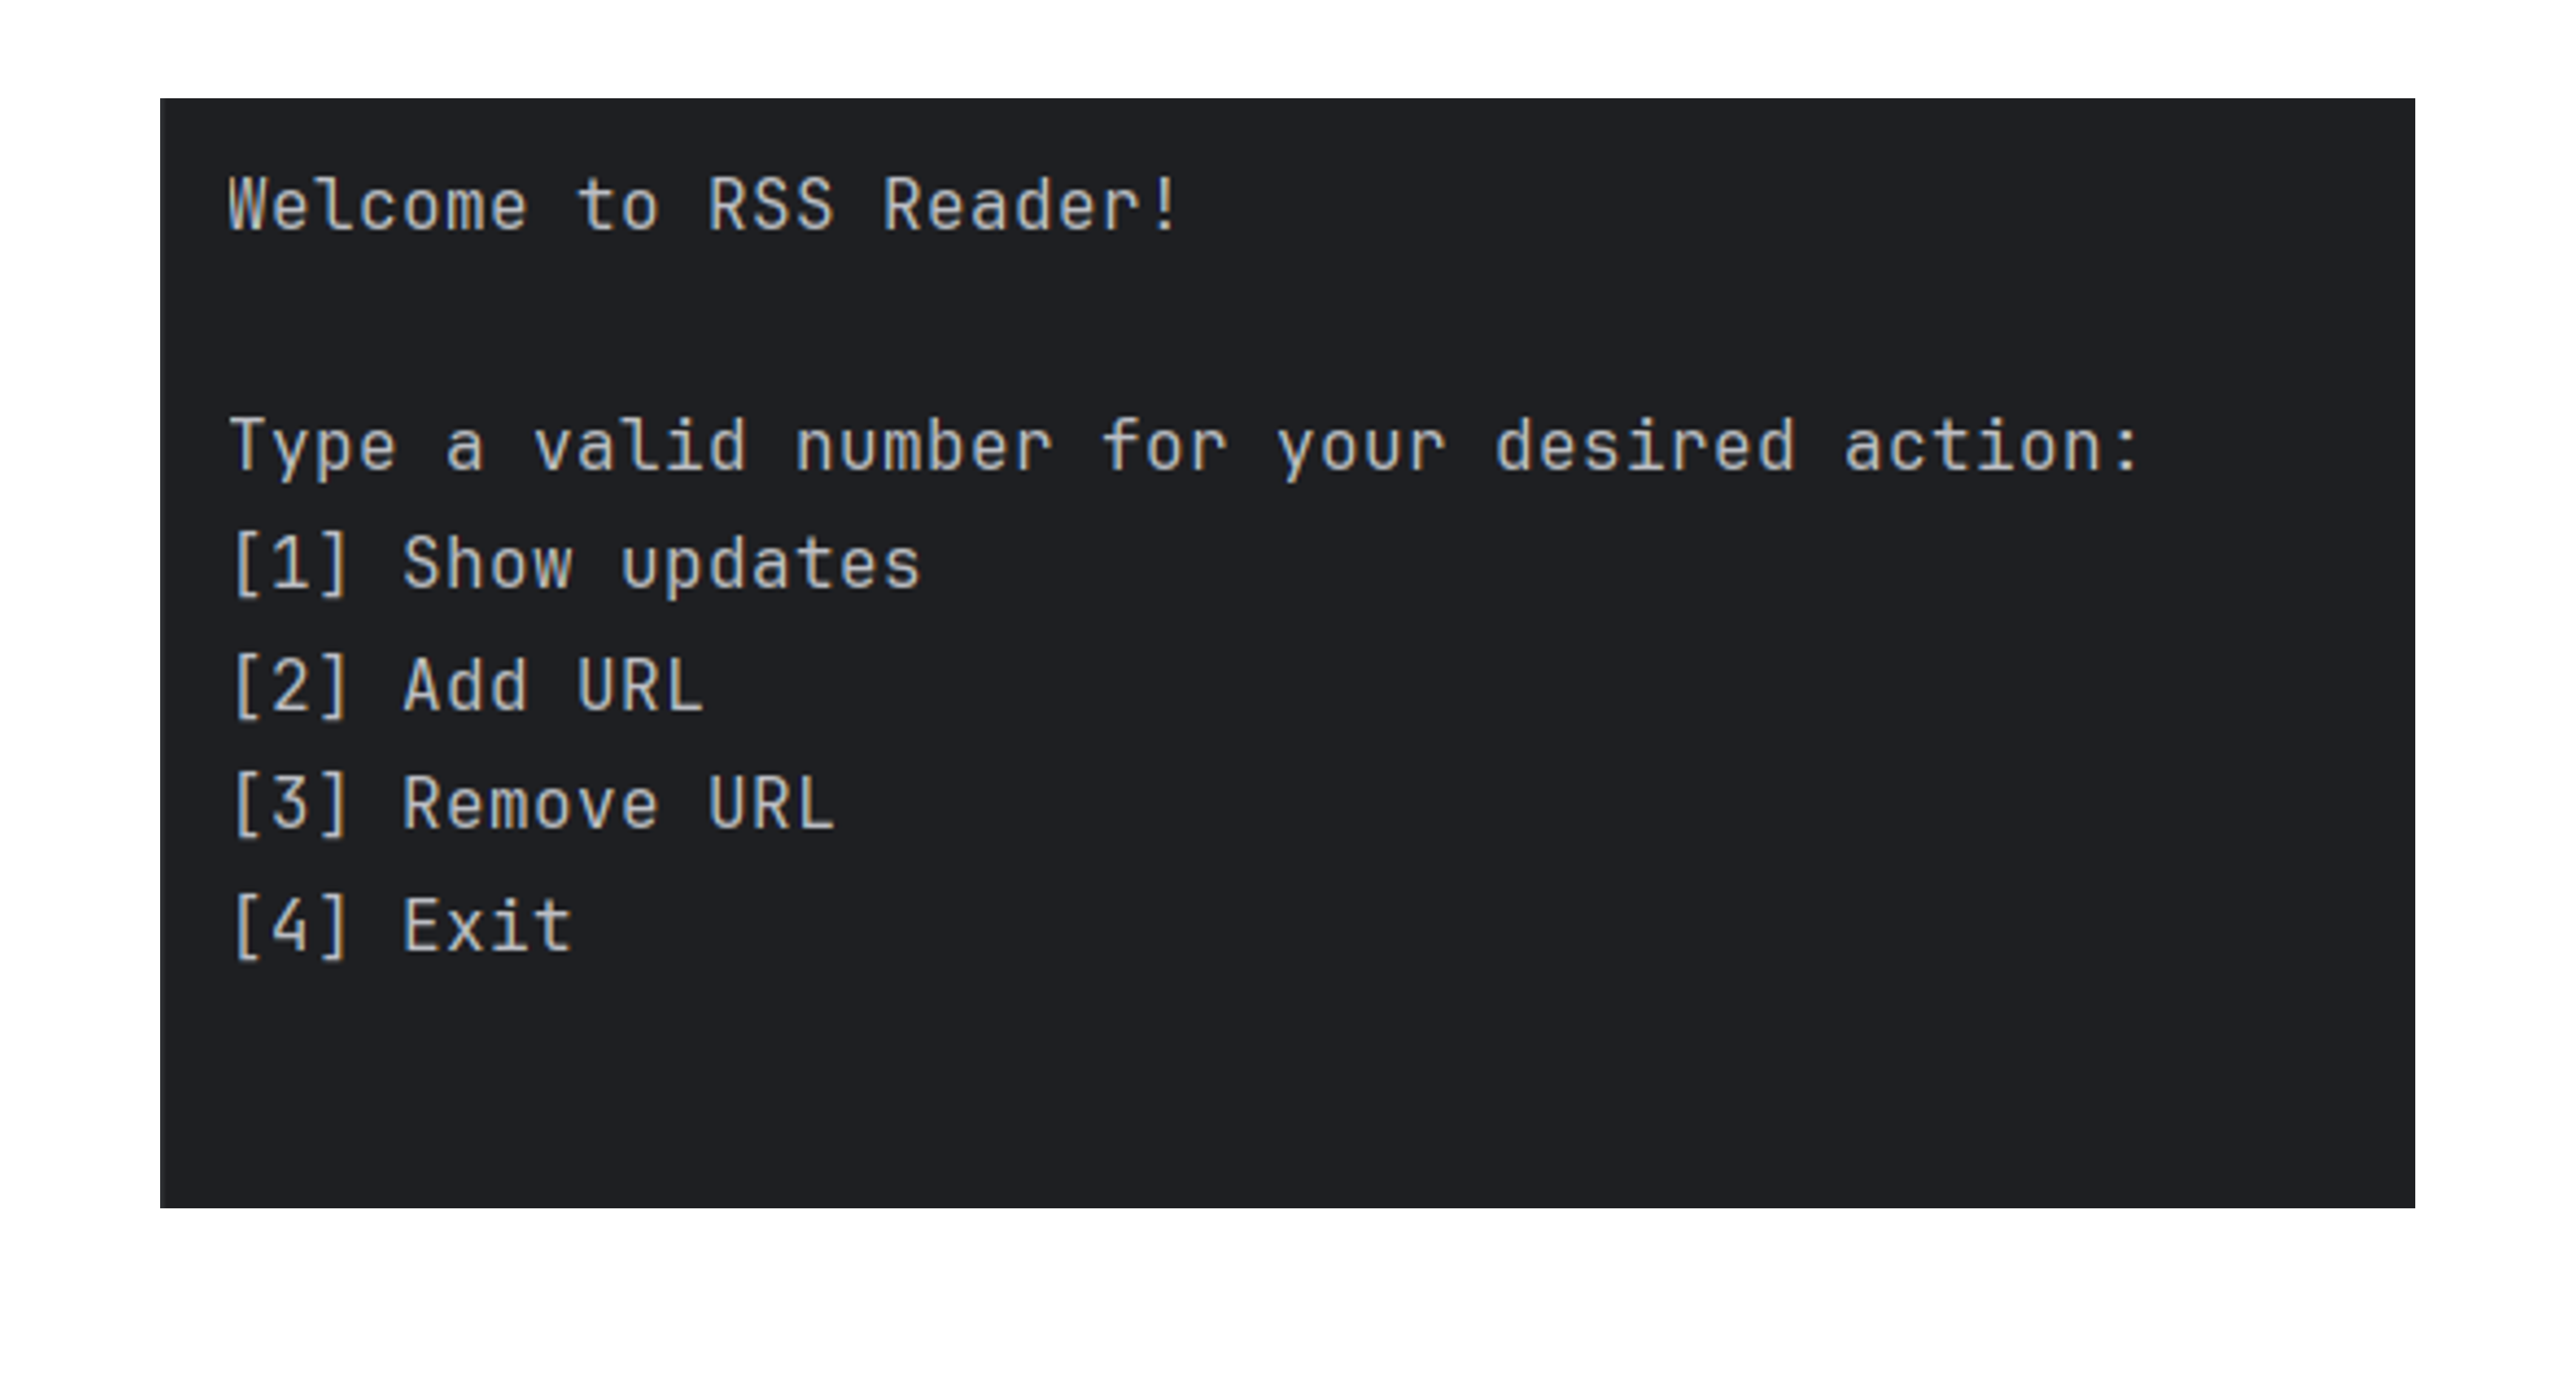 Welcome to RSS Reader!
Type a valid number for your desired action:
[1] Show updates
[2] Add URL
[3] Remove URL
[4] Exit